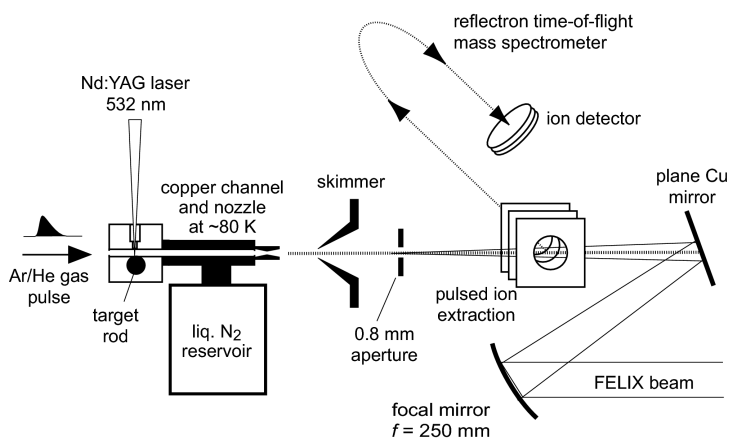 reflectron time-of-flight
mass spectrometer
Nd:YAG laser
532 nm
ion detector
copper channel
and nozzle
at ~80 K
skimmer
plane Cu
mirror
Ar/He gas
pulse
target
rod
liq. N2
reservoir
0.8 mm
aperture
pulsed ion
extraction
FELIX beam
focal mirror
f = 250 mm